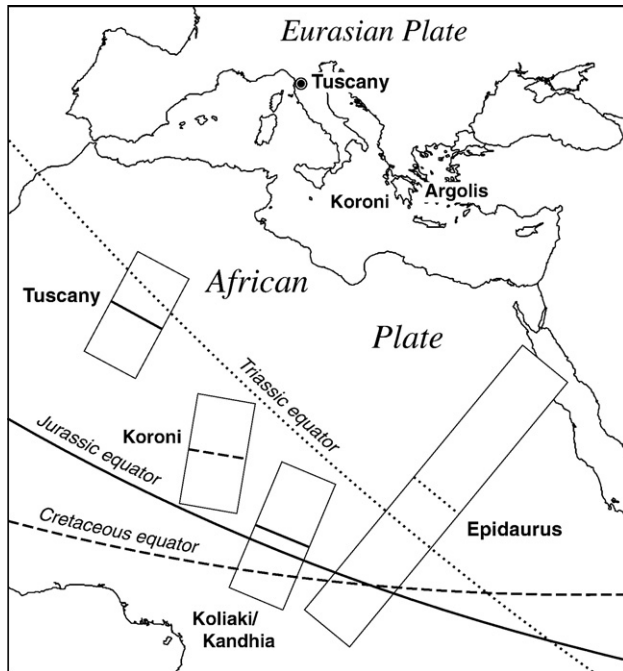 Eurasian Plate
Tuscany
Koroni
Argolis
African
Tuscany
Plate
Triassic equator
Koroni
Jurassic equator
Cretaceous equator
Epidaurus
Koliaki/
Kandhia